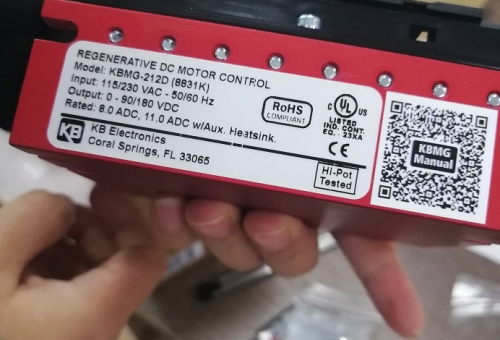 REGENERATIVE DC MOTOR CONTROL
Model: KBMG-212D (8831K)
Input: 115/230 VAC - 50/60 Hz
Output: 0 - 90/180 VDC
Rated: 8.0 ADC, 11.0 ADC w/Aux. Heatsink.
KB
KB Electronics
Coral Springs, FL 33065
RoHS
COMPLIANT
C UL US
LISTED
IND. CONT.
EQ. 23XA
CE
Hi-Pot
Tested
KBMG
Manual